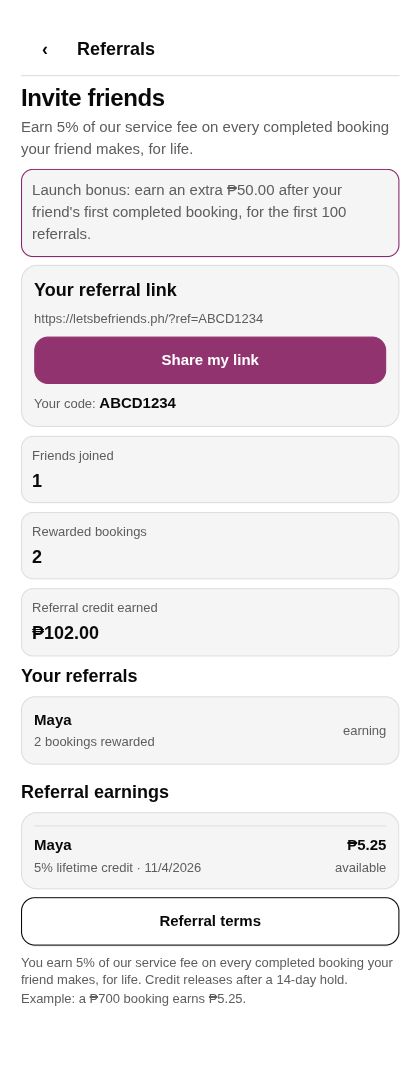 ‹ Referrals
Invite friends
Earn 5% of our service fee on every completed booking
your friend makes, for life.
Launch bonus: earn an extra ₱50.00 after your
friend's first completed booking, for the first 100
referrals.
Your referral link
https://letsbefriends.ph/?ref=ABCD1234
Share my link
Your code: ABCD1234
Friends joined
1
Rewarded bookings
2
Referral credit earned
₱102.00
Your referrals
Maya
2 bookings rewarded
earning
Referral earnings
Maya ₱5.25
5% lifetime credit · 11/4/2026 available
Referral terms
You earn 5% of our service fee on every completed booking your
friend makes, for life. Credit releases after a 14-day hold.
Example: a ₱700 booking earns ₱5.25.